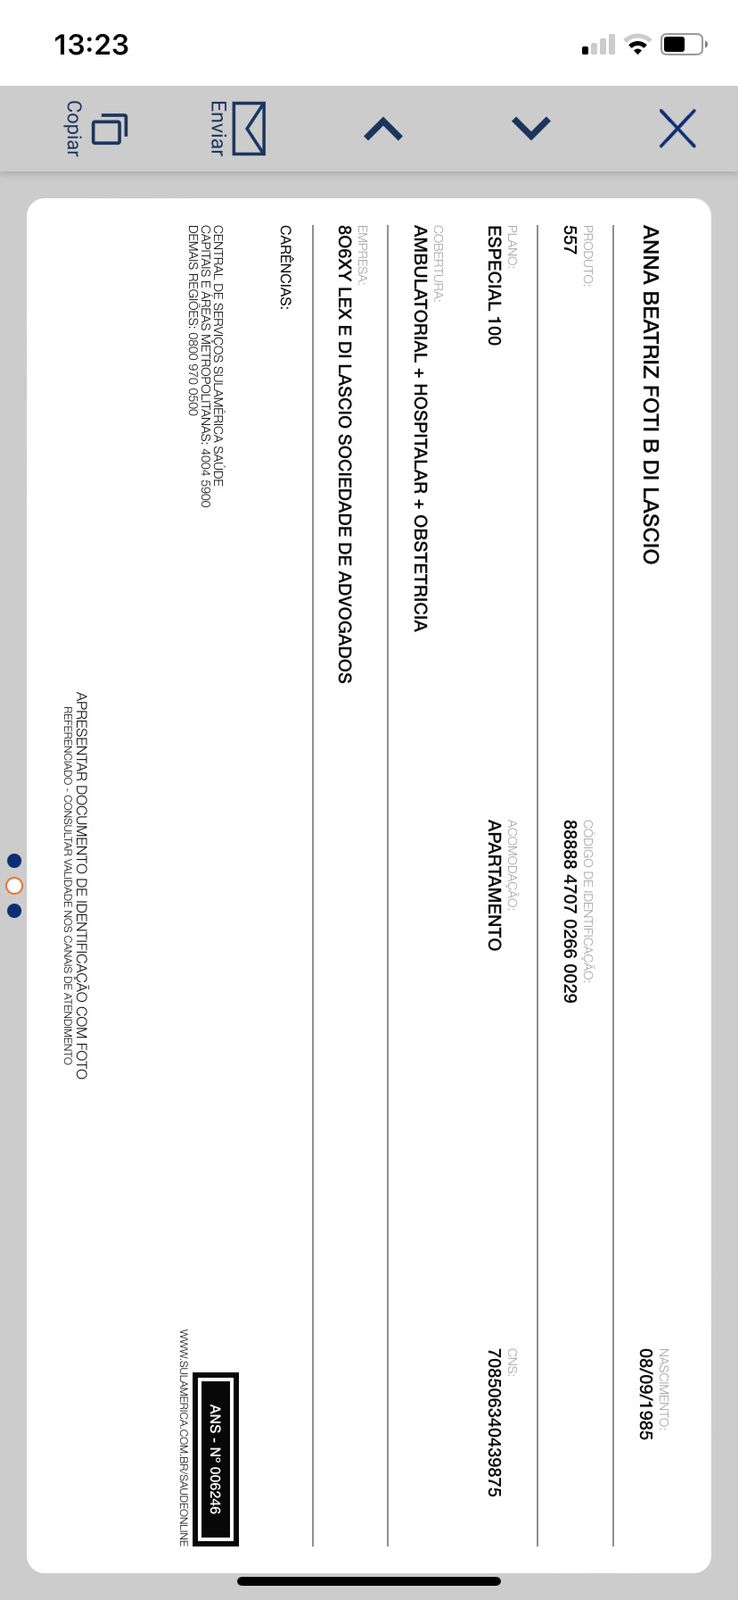 13:23
Copiar
Enviar
ANNA BEATRIZ FOTI B DI LASCIO
NASCIMENTO:
08/09/1985
PRODUTO:
557
CÓDIGO DE IDENTIFICAÇÃO:
88888 4707 0266 0029
PLANO:
ESPECIAL 100
ACOMODAÇÃO:
APARTAMENTO
CNS:
708506340439875
COBERTURA:
AMBULATORIAL + HOSPITALAR + OBSTETRICIA
EMPRESA:
8O6XY LEX E DI LASCIO SOCIEDADE DE ADVOGADOS
CARÊNCIAS:
CENTRAL DE SERVIÇOS SULAMÉRICA SAÚDE
CAPITAIS E ÁREAS METROPOLITANAS: 4004 5900
DEMAIS REGIÕES: 0800 970 0500
ANS - Nº 006246
WWW.SULAMERICA.COM.BR/SAUDEONLINE
APRESENTAR DOCUMENTO DE IDENTIFICAÇÃO COM FOTO
REFERENCIADO - CONSULTAR VALIDADE NOS CANAIS DE ATENDIMENTO